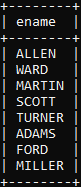 +--------+
| ename  |
+--------+
| ALLEN  |
| WARD   |
| MARTIN |
| SCOTT  |
| TURNER |
| ADAMS  |
| FORD   |
| MILLER |
+--------+